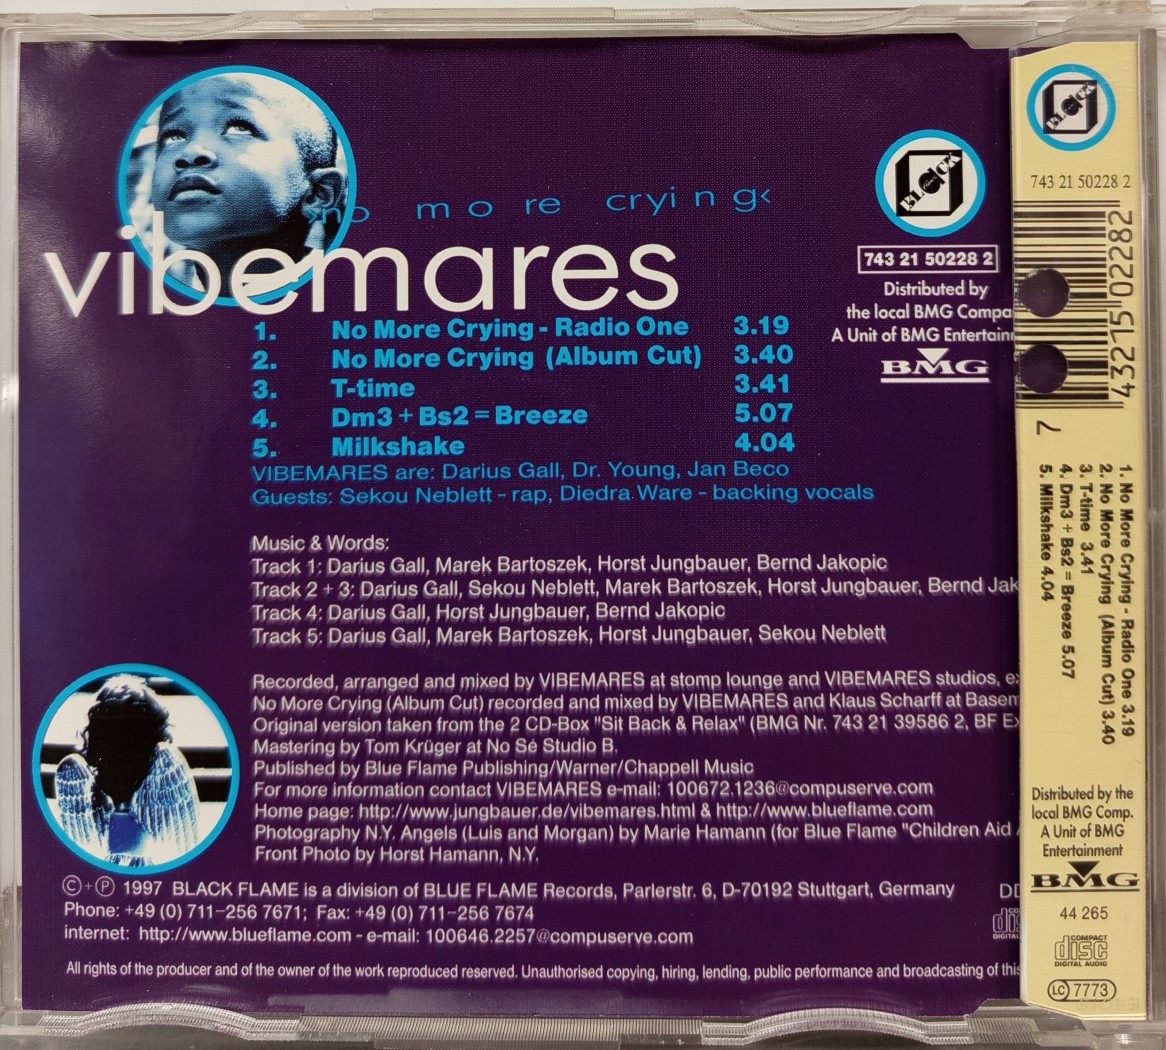 >no more crying<
vibemares
1. No More Crying - Radio One 3.19
2. No More Crying (Album Cut) 3.40
3. T-time 3.41
4. Dm3 + Bs2 = Breeze 5.07
5. Milkshake 4.04
VIBEMARES are: Darius Gall, Dr. Young, Jan Beco
Guests: Sekou Neblett - rap, Diedra Ware - backing vocals
Music & Words:
Track 1: Darius Gall, Marek Bartoszek, Horst Jungbauer, Bernd Jakopic
Track 2 + 3: Darius Gall, Sekou Neblett, Marek Bartoszek, Horst Jungbauer, Bernd Jak
Track 4: Darius Gall, Horst Jungbauer, Bernd Jakopic
Track 5: Darius Gall, Marek Bartoszek, Horst Jungbauer, Sekou Neblett
Recorded, arranged and mixed by VIBEMARES at stomp lounge and VIBEMARES studios,
No More Crying (Album Cut) recorded and mixed by VIBEMARES and Klaus Scharff at Basem
Original version taken from the 2 CD-Box "Sit Back & Relax" (BMG Nr. 743 21 39586 2, BF Ex
Mastering by Tom Krüger at No Sé Studio B.
Published by Blue Flame Publishing/Warner/Chappell Music
For more information contact VIBEMARES e-mail: 100672.1236@compuserve.com
Home page: http://www.jungbauer.de/vibemares.html & http://www.blueflame.com
Photography N.Y. Angels (Luis and Morgan) by Marie Hamann (for Blue Flame "Children Aid
Front Photo by Horst Hamann, N.Y.
©+℗ 1997 BLACK FLAME is a division of BLUE FLAME Records, Parlerstr. 6, D-70192 Stuttgart, Germany
Phone: +49 (0) 711-256 7671; Fax: +49 (0) 711-256 7674
internet: http://www.blueflame.com - e-mail: 100646.2257@compuserve.com
All rights of the producer and of the owner of the work reproduced reserved. Unauthorised copying, hiring, lending, public performance and broadcasting of this
BLACK
743 21 50228 2
Distributed by
the local BMG Compa
A Unit of BMG Entertainm
BMG
BLACK
743 21 50228 2
4 321 50228 2
7
1. No More Crying - Radio One 3.19
2. No More Crying (Album Cut) 3.40
3. T-time 3.41
4. Dm3 + Bs2 = Breeze 5.07
5. Milkshake 4.04
Distributed by the
local BMG Comp.
A Unit of BMG
Entertainment
BMG
44 265
COMPACT
disc
DIGITAL AUDIO
LC 7773